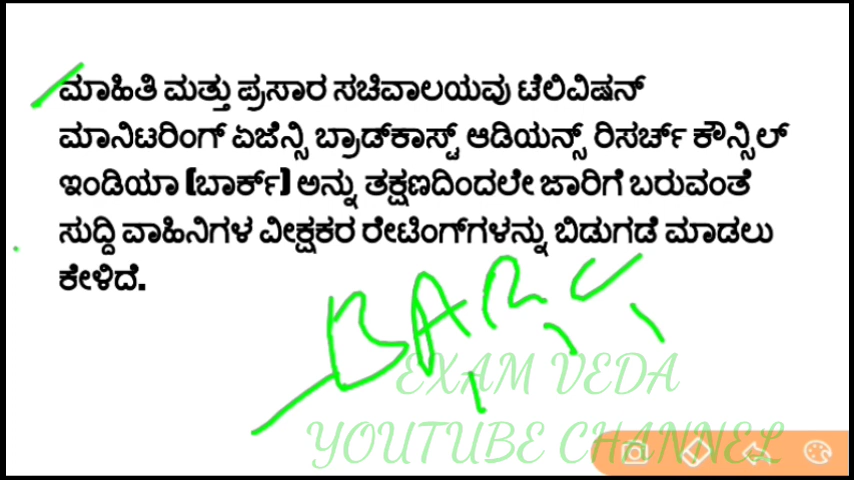 ಮಾಹಿತಿ ಮತ್ತು ಪ್ರಸಾರ ಸಚಿವಾಲಯವು ಟೆಲಿವಿಷನ್
ಮಾನಿಟರಿಂಗ್ ಏಜೆನ್ಸಿ ಬ್ರಾಡ್‌ಕಾಸ್ಟ್ ಆಡಿಯನ್ಸ್ ರಿಸರ್ಚ್ ಕೌನ್ಸಿಲ್
ಇಂಡಿಯಾ (ಬಾರ್ಕ್) ಅನ್ನು ತಕ್ಷಣದಿಂದಲೇ ಜಾರಿಗೆ ಬರುವಂತೆ
ಸುದ್ದಿ ವಾಹಿನಿಗಳ ವೀಕ್ಷಕರ ರೇಟಿಂಗ್‌ಗಳನ್ನು ಬಿಡುಗಡೆ ಮಾಡಲು
ಕೇಳಿದೆ.
BARC
EXAM VEDA
YOUTUBE CHANNEL